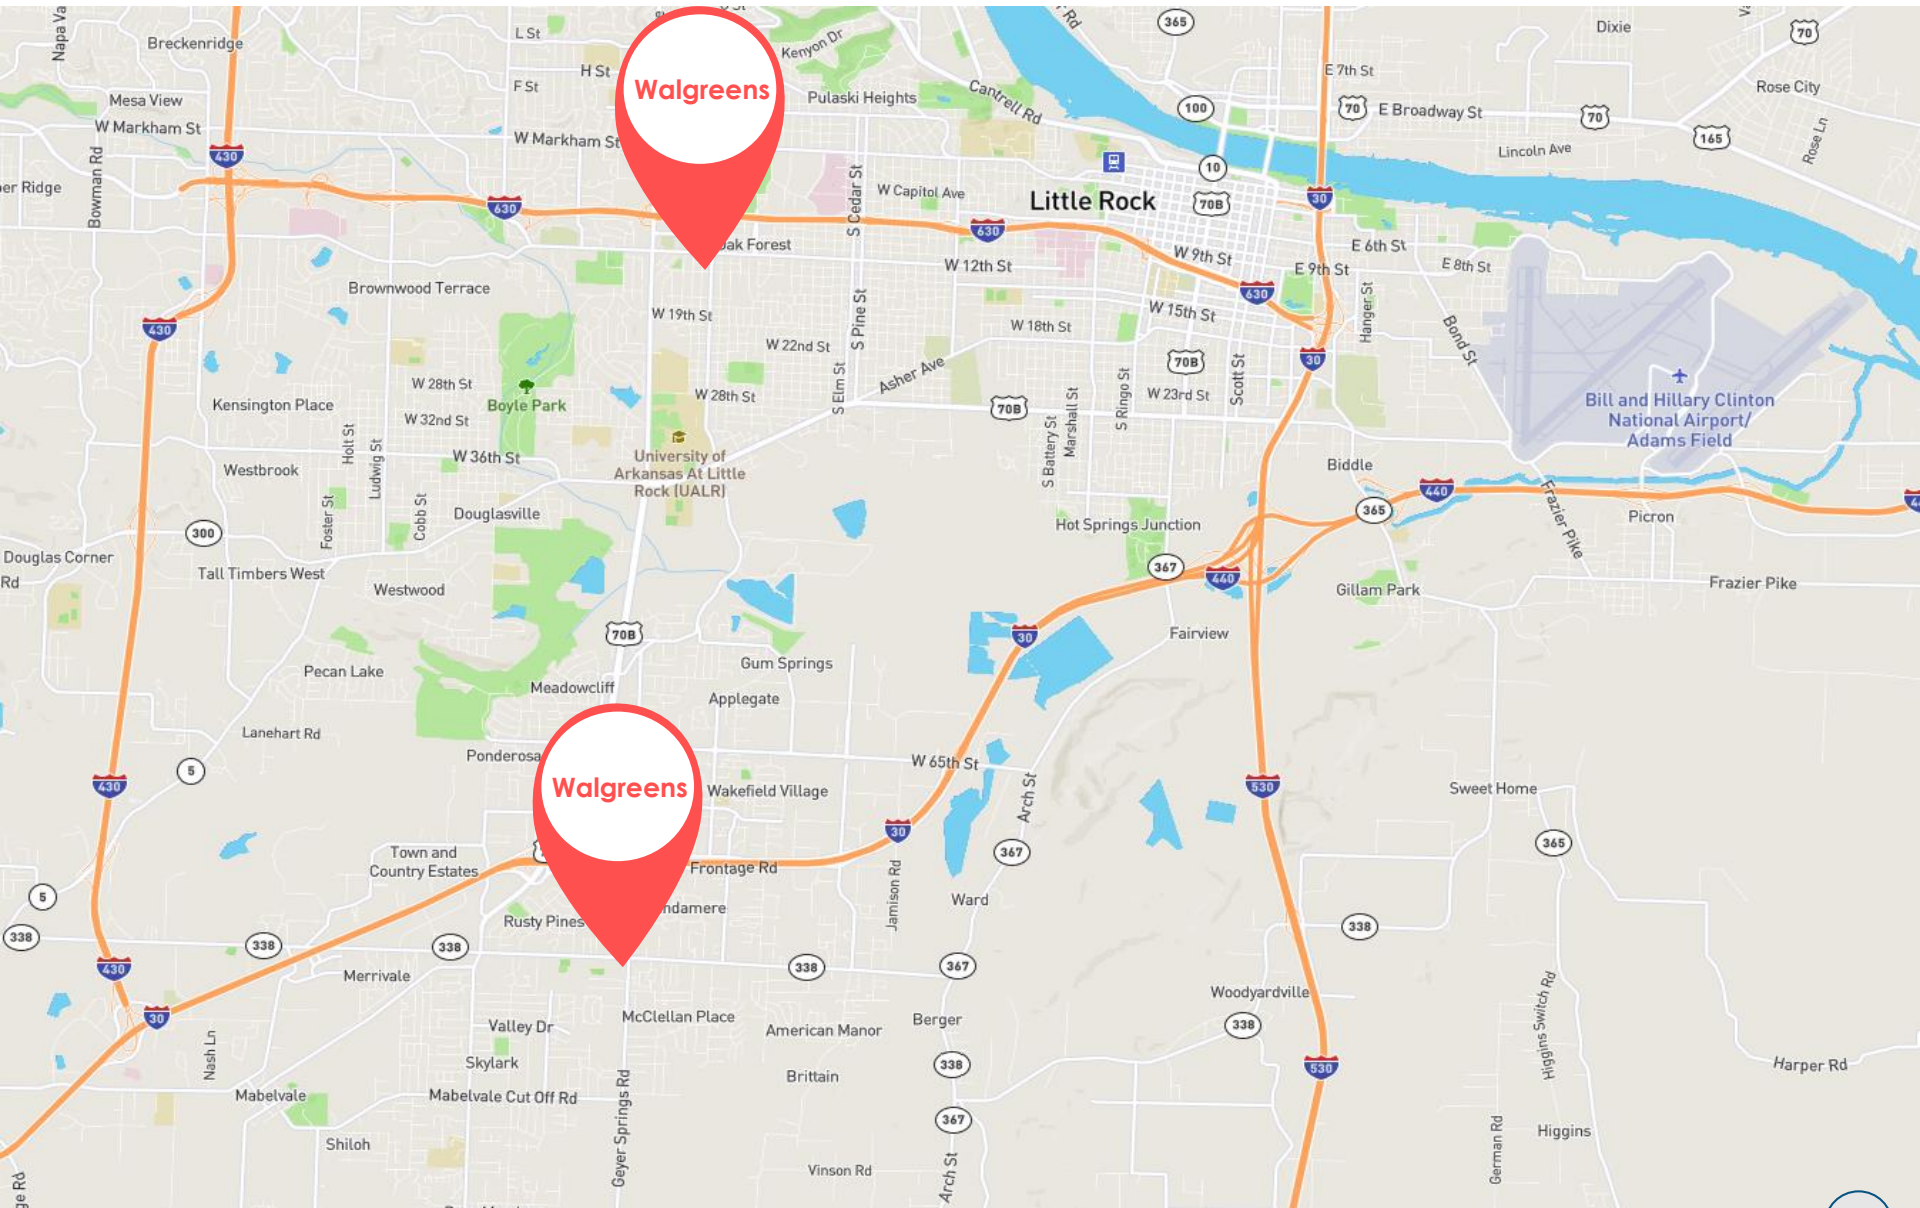 Napa Va
Breckenridge
L St
H St
F St
Kenyon Dr
Cantrell Rd
365
Dixie
70
Mesa View
W Markham St
W Markham St
Walgreens
Pulaski Heights
100
E 7th St
70
E Broadway St
70
Rose City
165
Rose Ln
Lincoln Ave
430
er Ridge
Bowman Rd
630
S Cedar St
W Capitol Ave
Little Rock
10
70B
30
630
Oak Forest
W 12th St
W 9th St
E 6th St
E 9th St
E 8th St
Brownwood Terrace
W 19th St
S Pine St
W 18th St
W 15th St
630
Hanger St
Bond St
430
W 22nd St
Asher Ave
70B
30
Scott St
W 28th St
Boyle Park
W 28th St
S Elm St
W 23rd St
S Ringo St
Kensington Place
W 32nd St
70B
Marshall St
S Battery St
Bill and Hillary Clinton
National Airport/
Adams Field
Holt St
Ludwig St
W 36th St
University of
Arkansas At Little
Rock (UALR)
Westbrook
Biddle
440
365
Frazier Pike
Picron
Foster St
Cobb St
Douglasville
Hot Springs Junction
300
Douglas Corner
Rd
Tall Timbers West
Westwood
367
440
Gillam Park
Frazier Pike
70B
30
Fairview
Gum Springs
Pecan Lake
Meadowcliff
Applegate
Lanehart Rd
5
Ponderosa
W 65th St
430
Walgreens
Wakefield Village
Arch St
530
Sweet Home
30
367
365
Town and
Country Estates
Frontage Rd
Jamison Rd
5
Ward
Rusty Pines
ndamere
338
338
338
338
367
338
430
Merrivale
30
Woodyardville
McClellan Place
Valley Dr
American Manor
Berger
338
Higgins Switch Rd
Nash Ln
Skylark
Brittain
338
530
Harper Rd
Mabelvale
Mabelvale Cut Off Rd
Geyer Springs Rd
367
Shiloh
German Rd
Higgins
Vinson Rd
Arch St
ge Rd